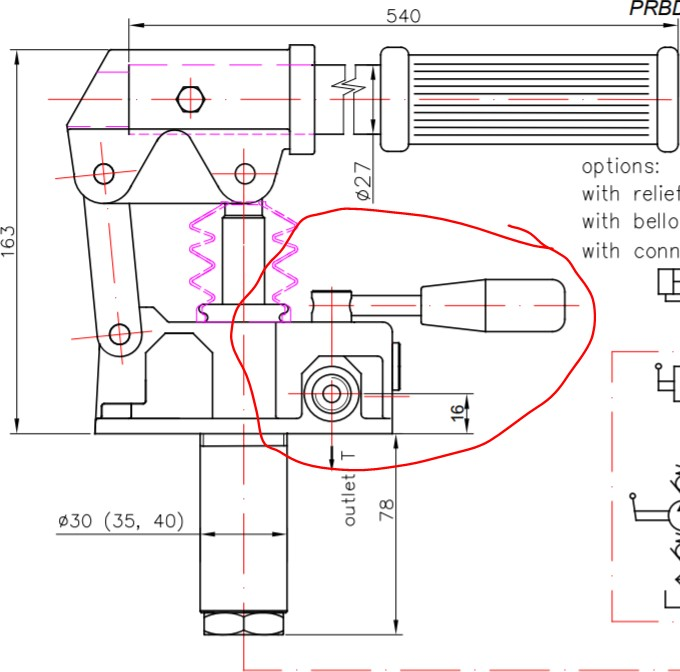 540
PRBD
options:
with relief
with bello
with conn
ø27
163
16
outlet T
78
ø30 (35, 40)